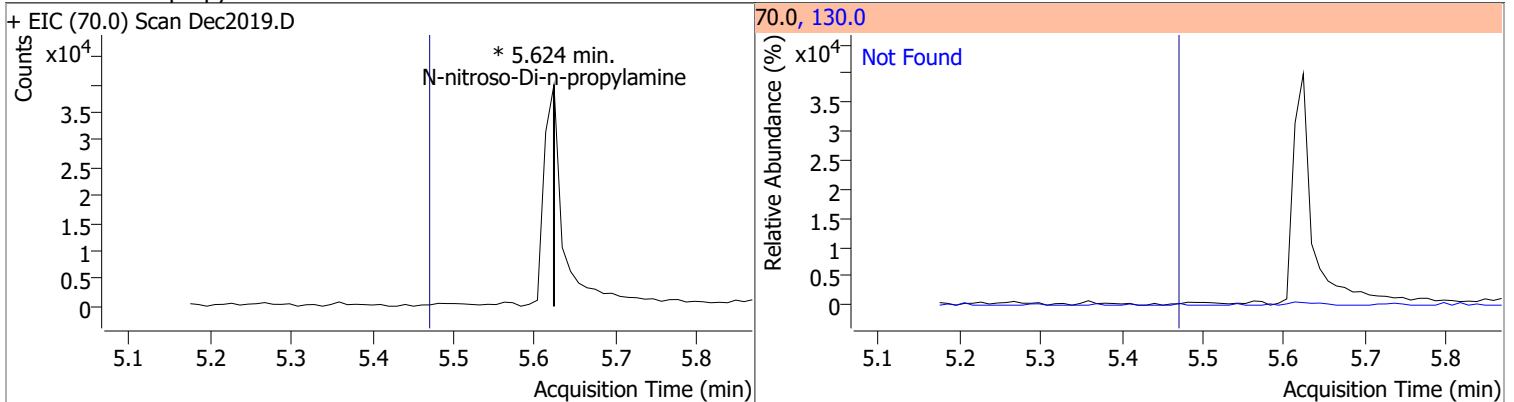 + EIC (70.0) Scan Dec2019.D
Counts
x10⁴
* 5.624 min.
N-nitroso-Di-n-propylamine
3.5
3
2.5
2
1.5
1
0.5
0
5.1 5.2 5.3 5.4 5.5 5.6 5.7 5.8
Acquisition Time (min)
70.0, 130.0
Relative Abundance (%)
x10⁴
Not Found
3.5
3
2.5
2
1.5
1
0.5
0
5.1 5.2 5.3 5.4 5.5 5.6 5.7 5.8
Acquisition Time (min)